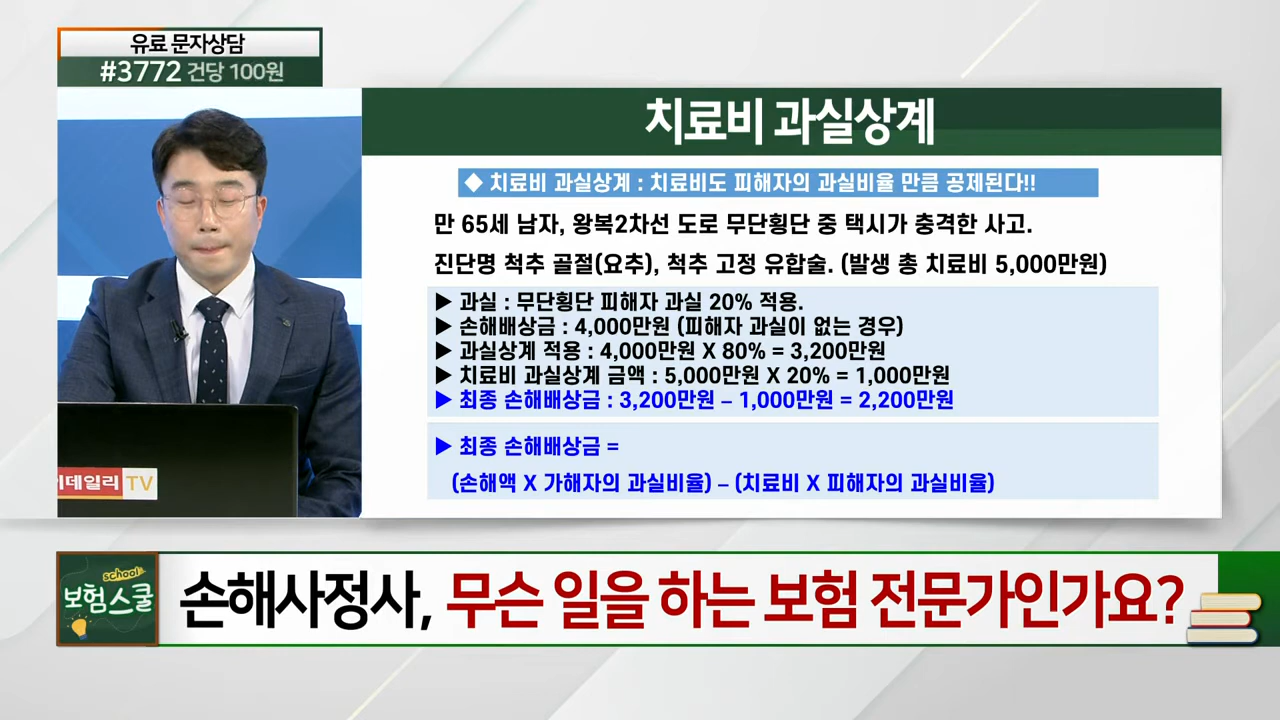 유료 문자상담
#3772 건당 100원
치료비 과실상계
◆ 치료비 과실상계 : 치료비도 피해자의 과실비율 만큼 공제된다!!
만 65세 남자, 왕복2차선 도로 무단횡단 중 택시가 충격한 사고.
진단명 척추 골절(요추), 척추 고정 유합술. (발생 총 치료비 5,000만원)
▶ 과실 : 무단횡단 피해자 과실 20% 적용.
▶ 손해배상금 : 4,000만원 (피해자 과실이 없는 경우)
▶ 과실상계 적용 : 4,000만원 X 80% = 3,200만원
▶ 치료비 과실상계 금액 : 5,000만원 X 20% = 1,000만원
▶ 최종 손해배상금 : 3,200만원 – 1,000만원 = 2,200만원
▶ 최종 손해배상금 =
(손해액 X 가해자의 과실비율) – (치료비 X 피해자의 과실비율)
이데일리 TV
school
보험스쿨
손해사정사, 무슨 일을 하는 보험 전문가인가요?